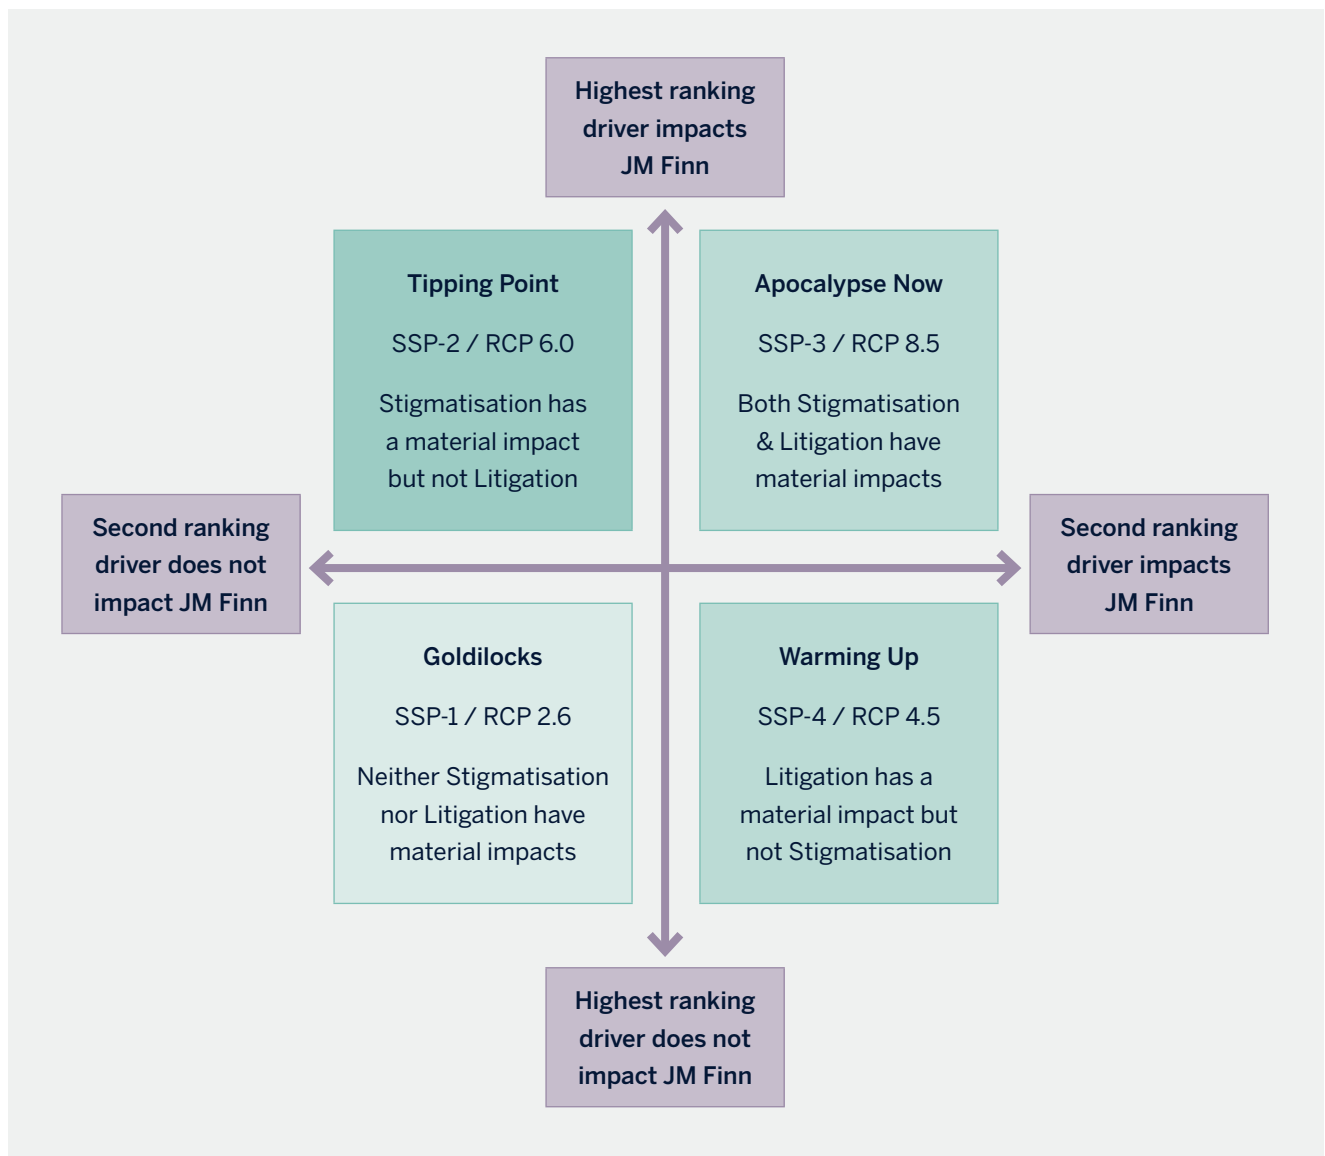 Highest ranking
driver impacts
JM Finn
Tipping Point
SSP-2 / RCP 6.0
Stigmatisation has
a material impact
but not Litigation
Apocalypse Now
SSP-3 / RCP 8.5
Both Stigmatisation
& Litigation have
material impacts
Second ranking
driver does not
impact JM Finn
Second ranking
driver impacts
JM Finn
Goldilocks
SSP-1 / RCP 2.6
Neither Stigmatisation
nor Litigation have
material impacts
Warming Up
SSP-4 / RCP 4.5
Litigation has a
material impact but
not Stigmatisation
Highest ranking
driver does not
impact JM Finn